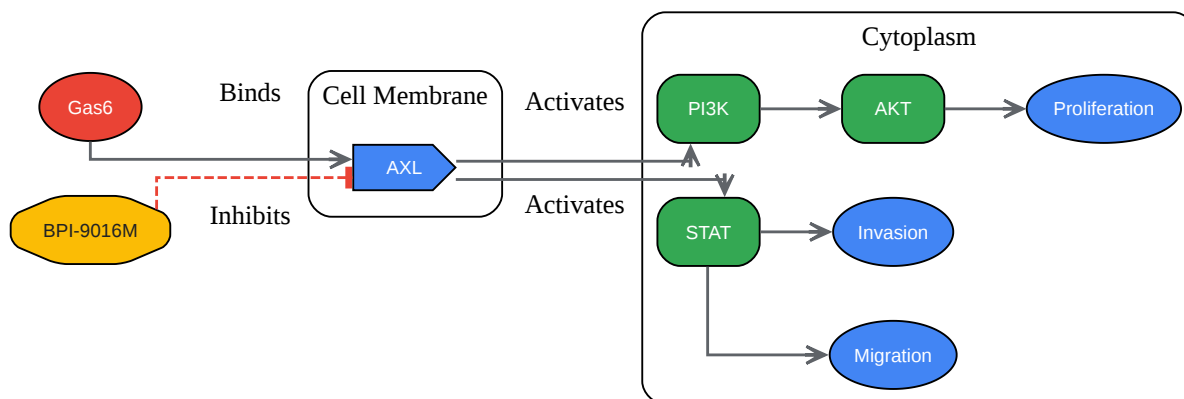 Cytoplasm
Gas6
Binds
Cell Membrane
Activates
PI3K
AKT
Proliferation
AXL
BPI-9016M
Inhibits
Activates
STAT
Invasion
Migration